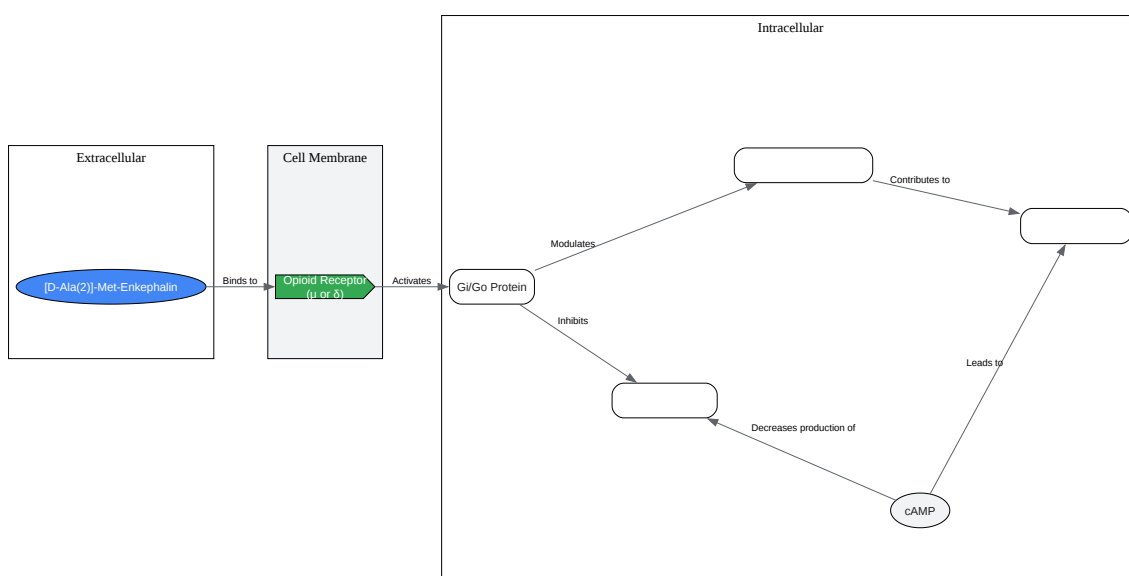 Intracellular
Extracellular
Cell Membrane
Contributes to
Modulates
[D-Ala(2)]-Met-Enkephalin
Binds to
Opioid Receptor
(μ or δ)
Activates
Gi/Go Protein
Inhibits
Leads to
Decreases production of
cAMP